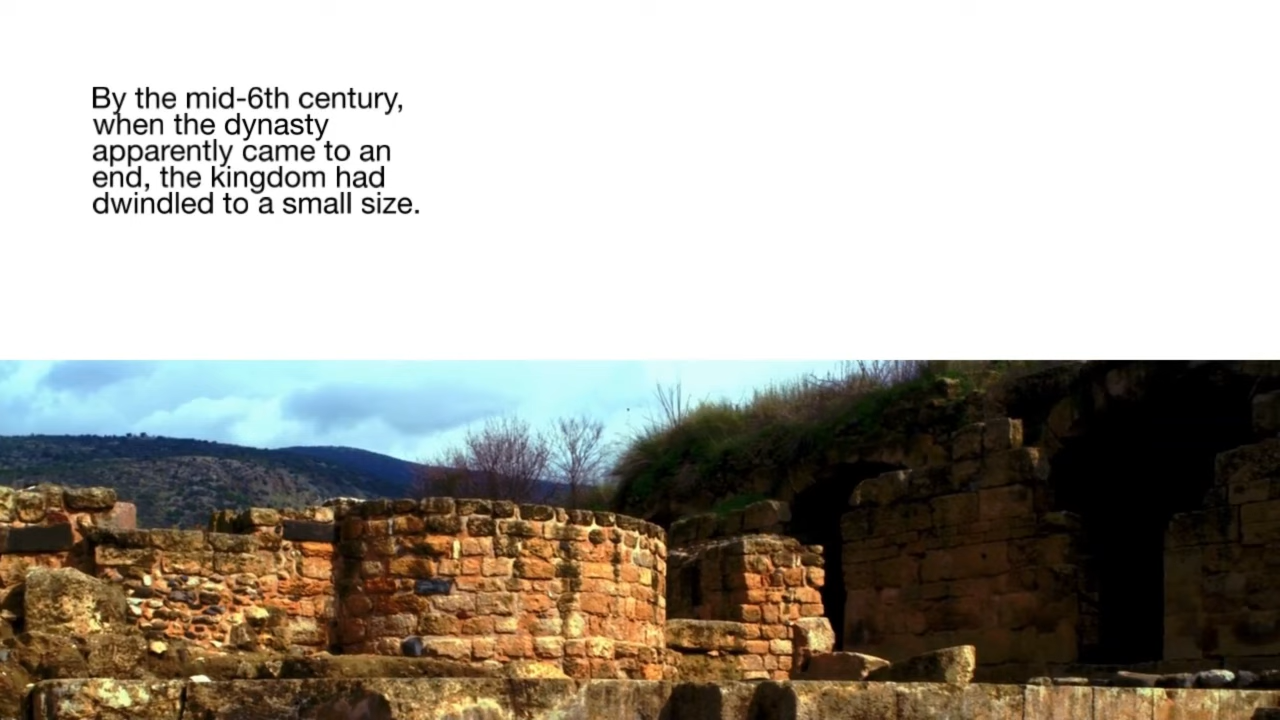 By the mid-6th century,
when the dynasty
apparently came to an
end, the kingdom had
dwindled to a small size.